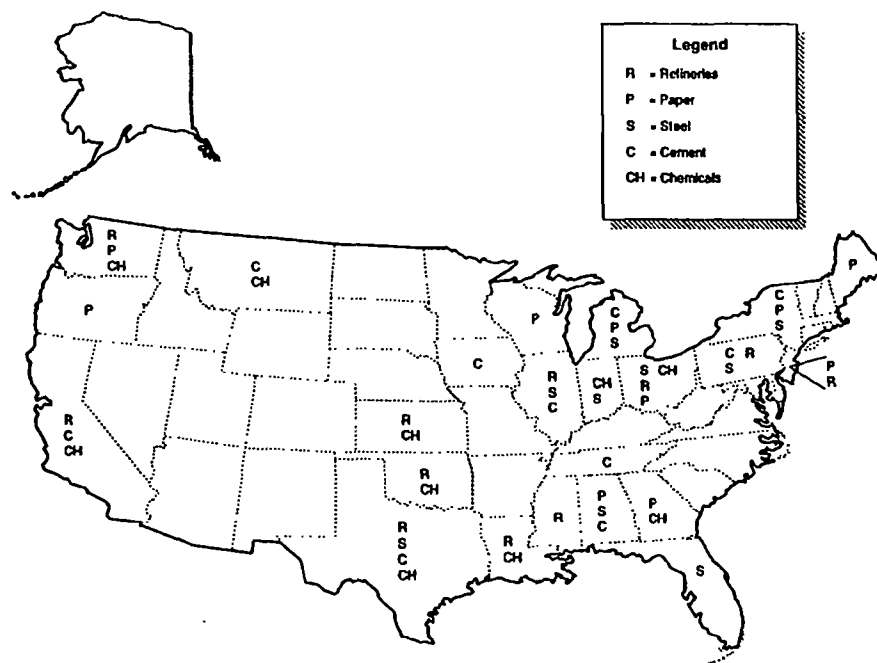 Legend
R = Refineries
P = Paper
S = Steel
C = Cement
CH = Chemicals
R
P
CH
C
CH
P
P
C
P
S
C
P
S
P
C
R
S
C
CH
S
S CH
R
P
C R
S
P
R
R
C
CH
R
CH
R
CH
C
R
S
C
CH
R
CH
R
P
S
C
P
CH
S